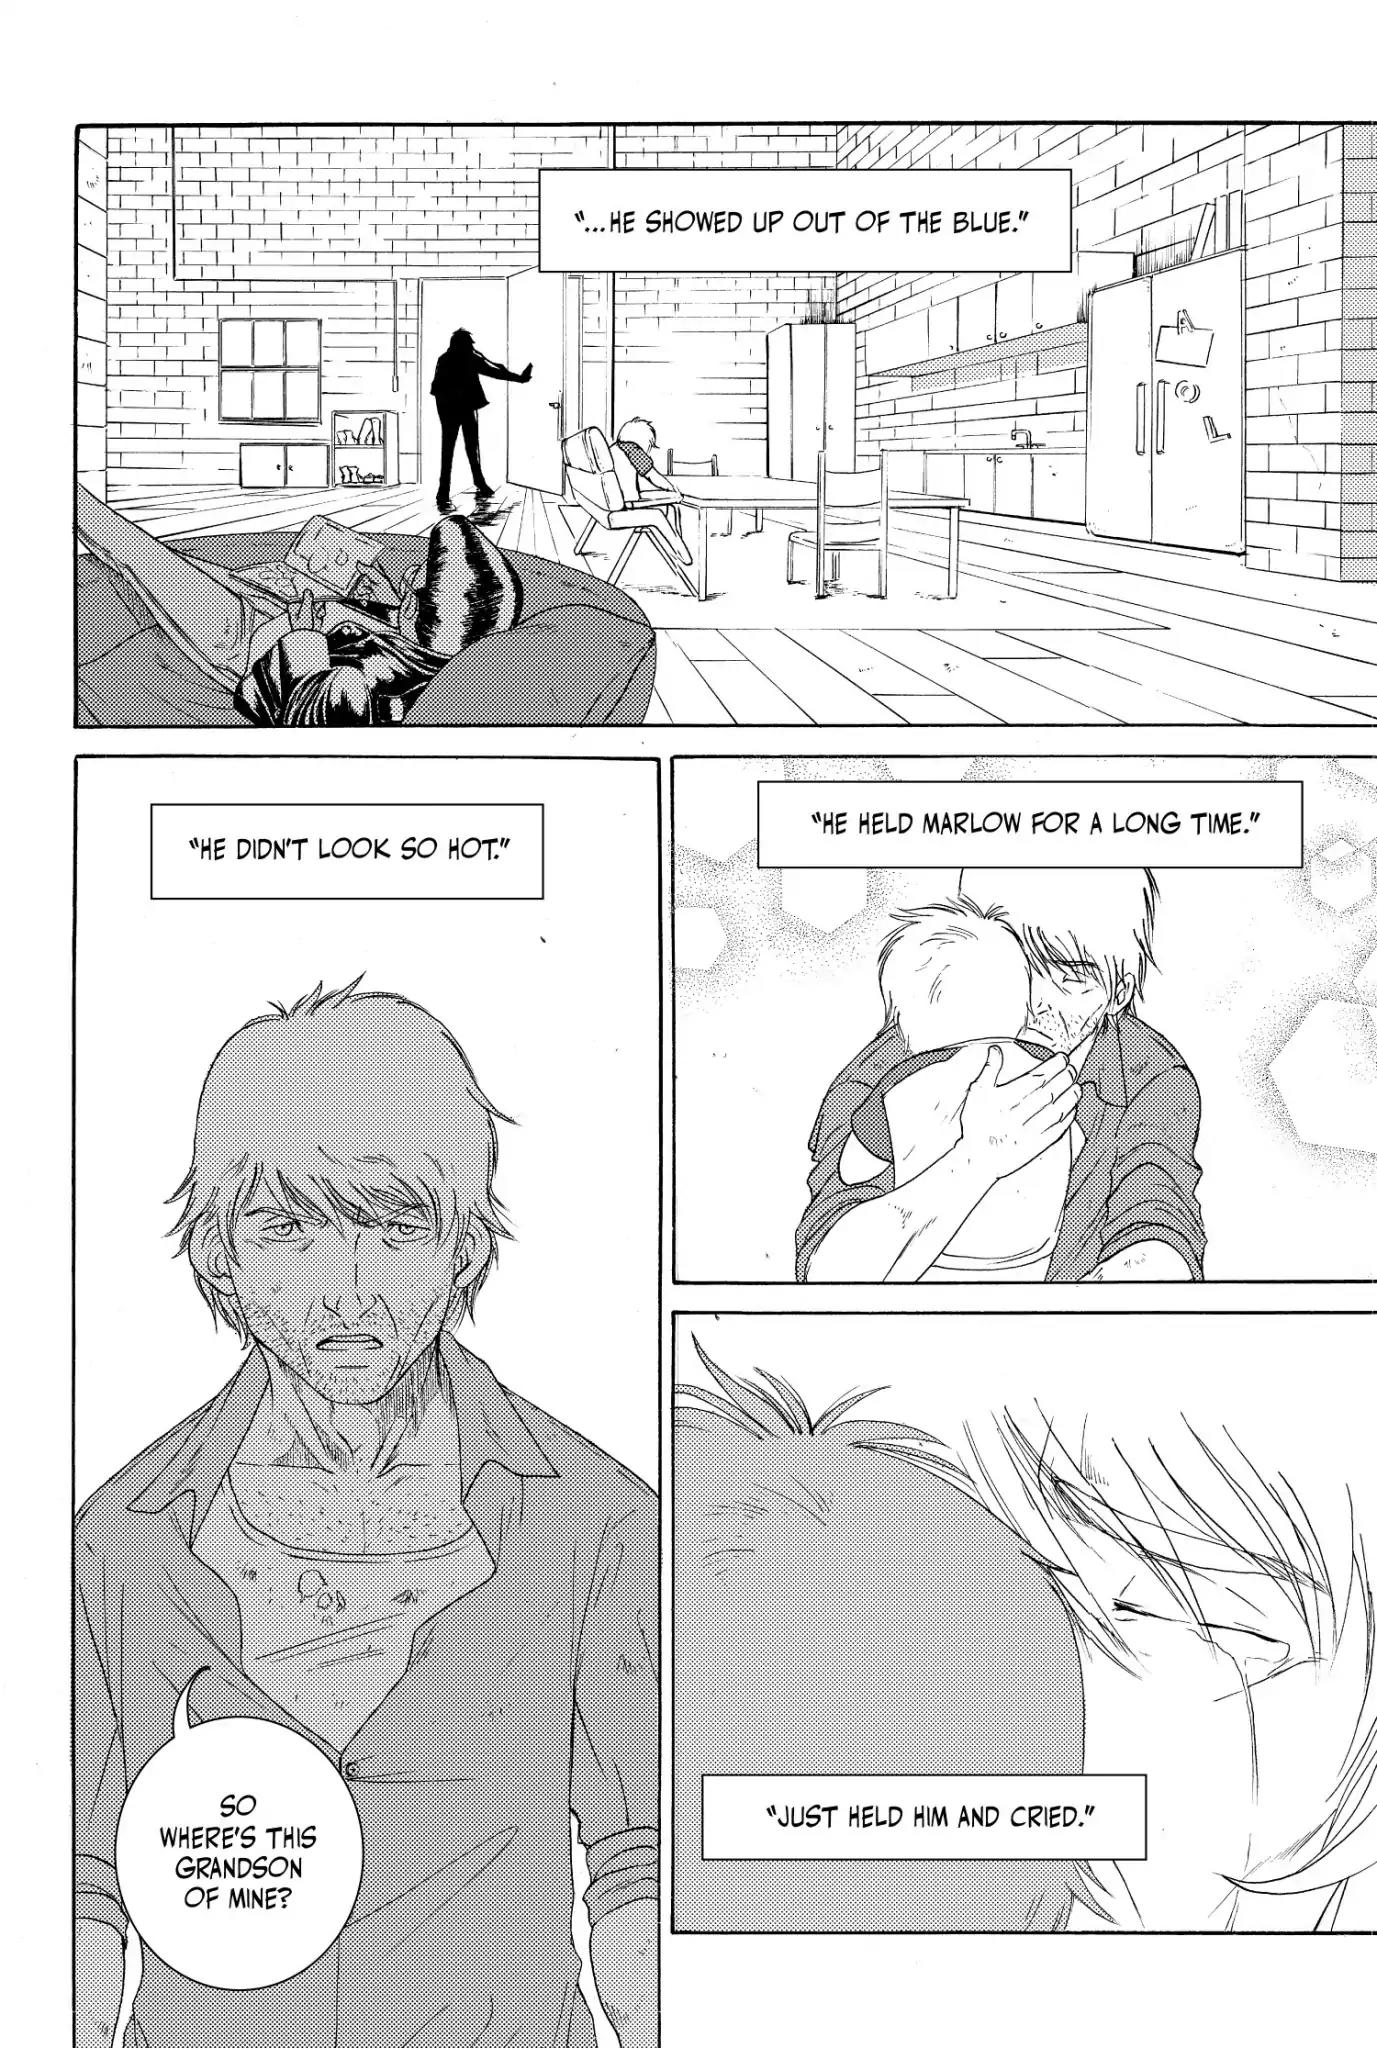 "...HE SHOWED UP OUT OF THE BLUE."
"HE DIDN'T LOOK SO HOT."
SO
WHERE'S THIS
GRANDSON
OF MINE?
"HE HELD MARLOW FOR A LONG TIME."
"JUST HELD HIM AND CRIED."